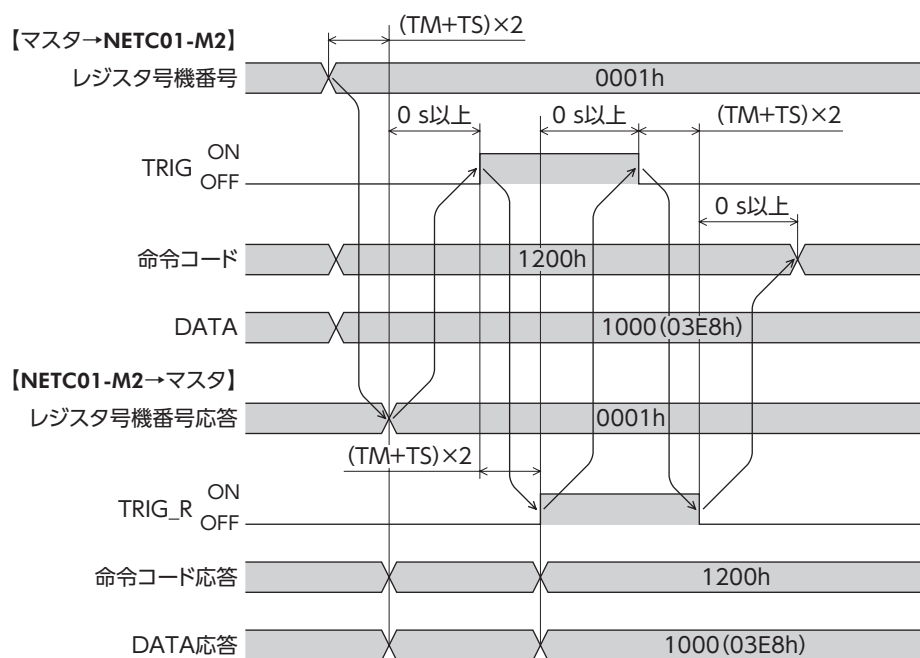 (TM+TS)×2
【マスタ→NETC01-M2】
レジスタ号機番号
0001h
0 s以上
0 s以上
(TM+TS)×2
TRIG
ON
OFF
0 s以上
命令コード
1200h
DATA
1000(03E8h)
【NETC01-M2→マスタ】
レジスタ号機番号応答
0001h
(TM+TS)×2
TRIG_R
ON
OFF
命令コード応答
1200h
DATA応答
1000(03E8h)